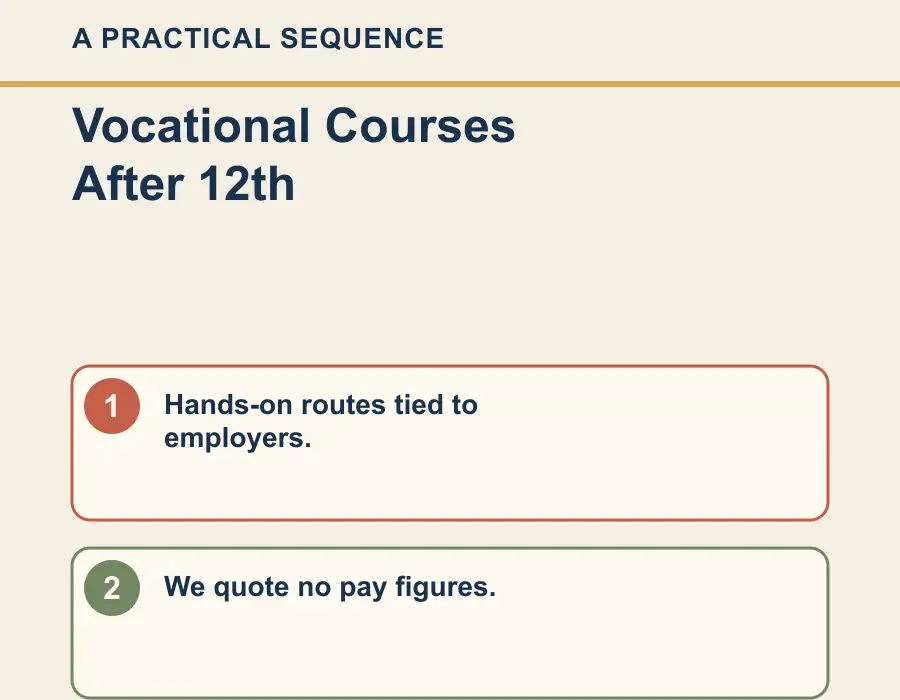 A PRACTICAL SEQUENCE
Vocational Courses
After 12th
1
Hands-on routes tied to
employers.
2
We quote no pay figures.